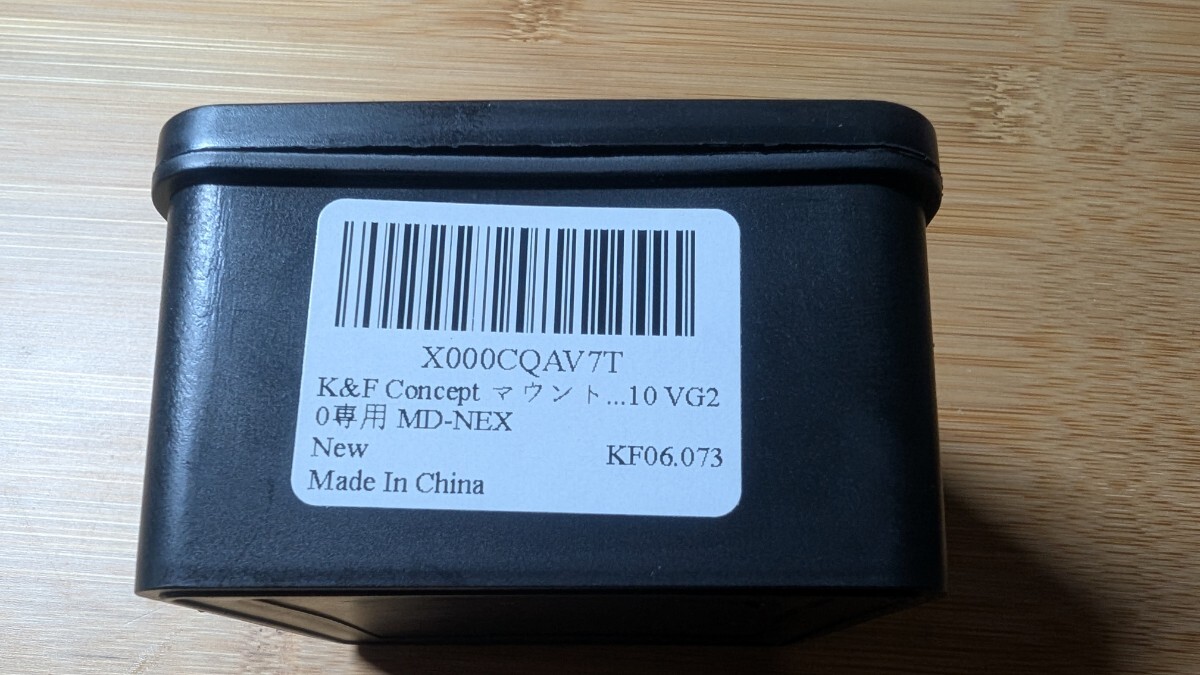 X000CQAV7T
K&F Concept マウント...10 VG2
0専用 MD-NEX
New KF06.073
Made In China